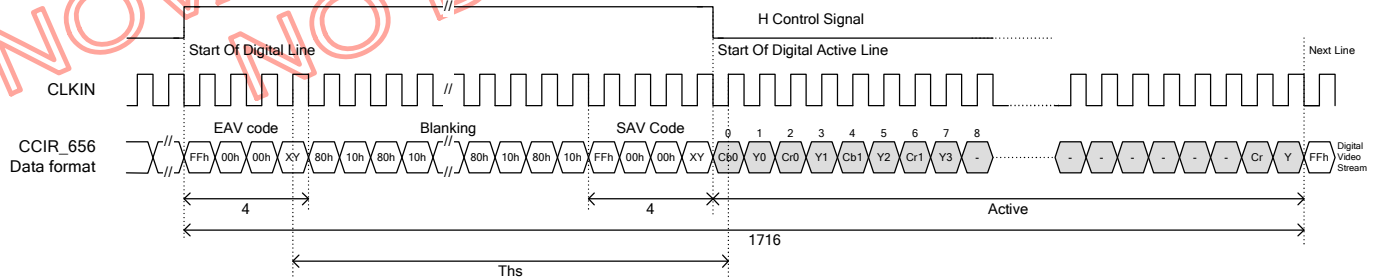 NOV
NO
//
H Control Signal
Start Of Digital Line
Start Of Digital Active Line
Next Line
CLKIN
//
EAV code
Blanking
SAV Code
0 1 2 3 4 5 6 7 8
CCIR_656
Data format
// FFh 00h 00h XY 80h 10h 80h 10h // 80h 10h 80h 10h FFh 00h 00h XY Cb0 Y0 Cr0 Y1 Cb1 Y2 Cr1 Y3 - - - - - - - Cr Y FFh
//
//
Digital
Video
Stream
4
4
Active
1716
Ths